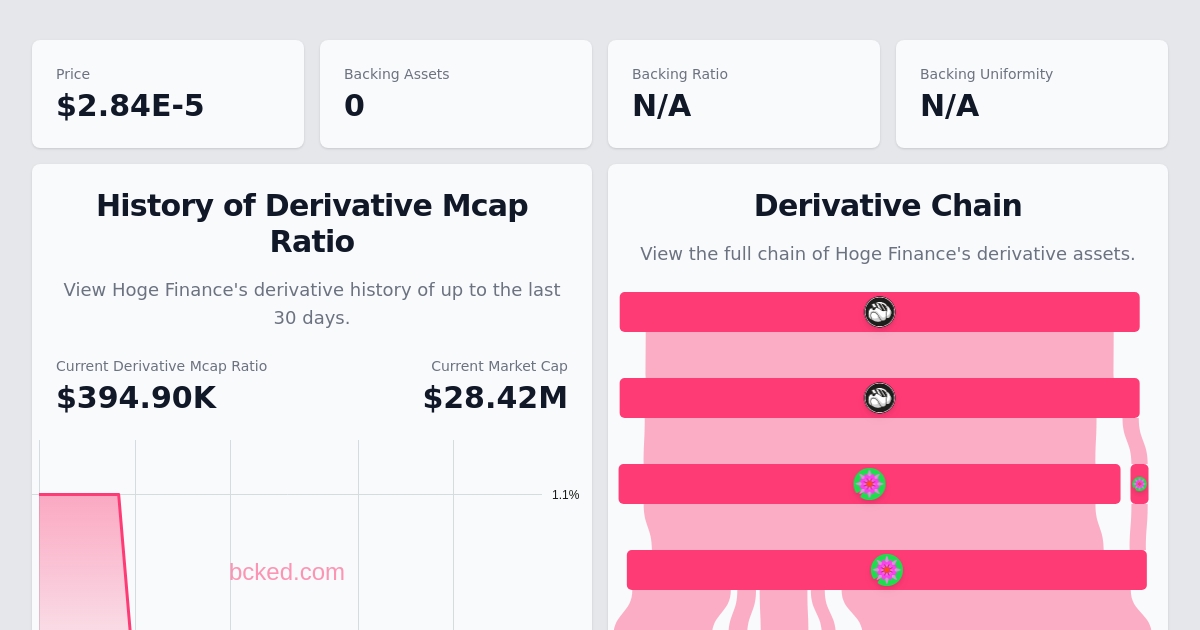 Price
$2.84E-5
Backing Assets
0
Backing Ratio
N/A
Backing Uniformity
N/A
History of Derivative Mcap
Ratio
View Hoge Finance's derivative history of up to the last
30 days.
Current Derivative Mcap Ratio
$394.90K
Current Market Cap
$28.42M
1.1%
bcked.com
Derivative Chain
View the full chain of Hoge Finance's derivative assets.